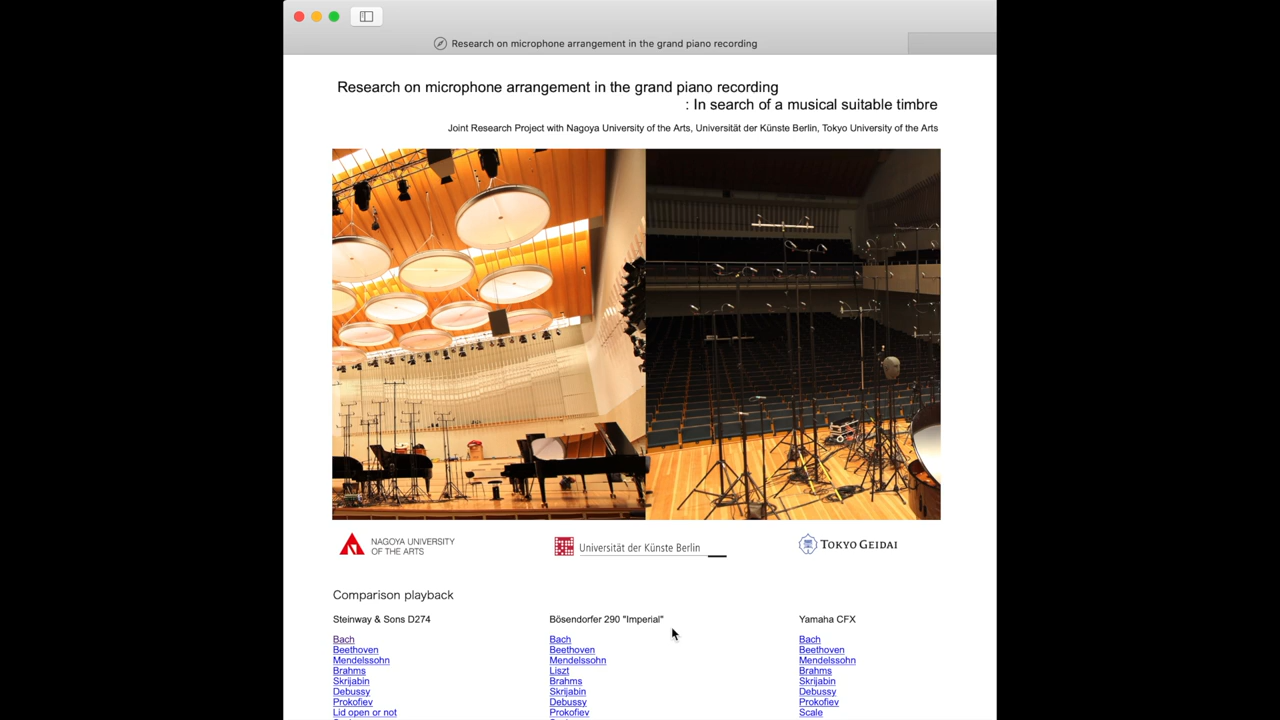 Research on microphone arrangement in the grand piano recording
Research on microphone arrangement in the grand piano recording
: In search of a musical suitable timbre
Joint Research Project with Nagoya University of the Arts, Universität der Künste Berlin, Tokyo University of the Arts
NAGOYA UNIVERSITY
OF THE ARTS
Universität der Künste Berlin
TOKYO GEIDAI
Comparison playback
Steinway & Sons D274
Bach
Beethoven
Mendelssohn
Brahms
Skrijabin
Debussy
Prokofiev
Lid open or not
Bösendorfer 290 "Imperial"
Bach
Beethoven
Mendelssohn
Liszt
Brahms
Skrijabin
Debussy
Prokofiev
Yamaha CFX
Bach
Beethoven
Mendelssohn
Brahms
Skrijabin
Debussy
Prokofiev
Scale